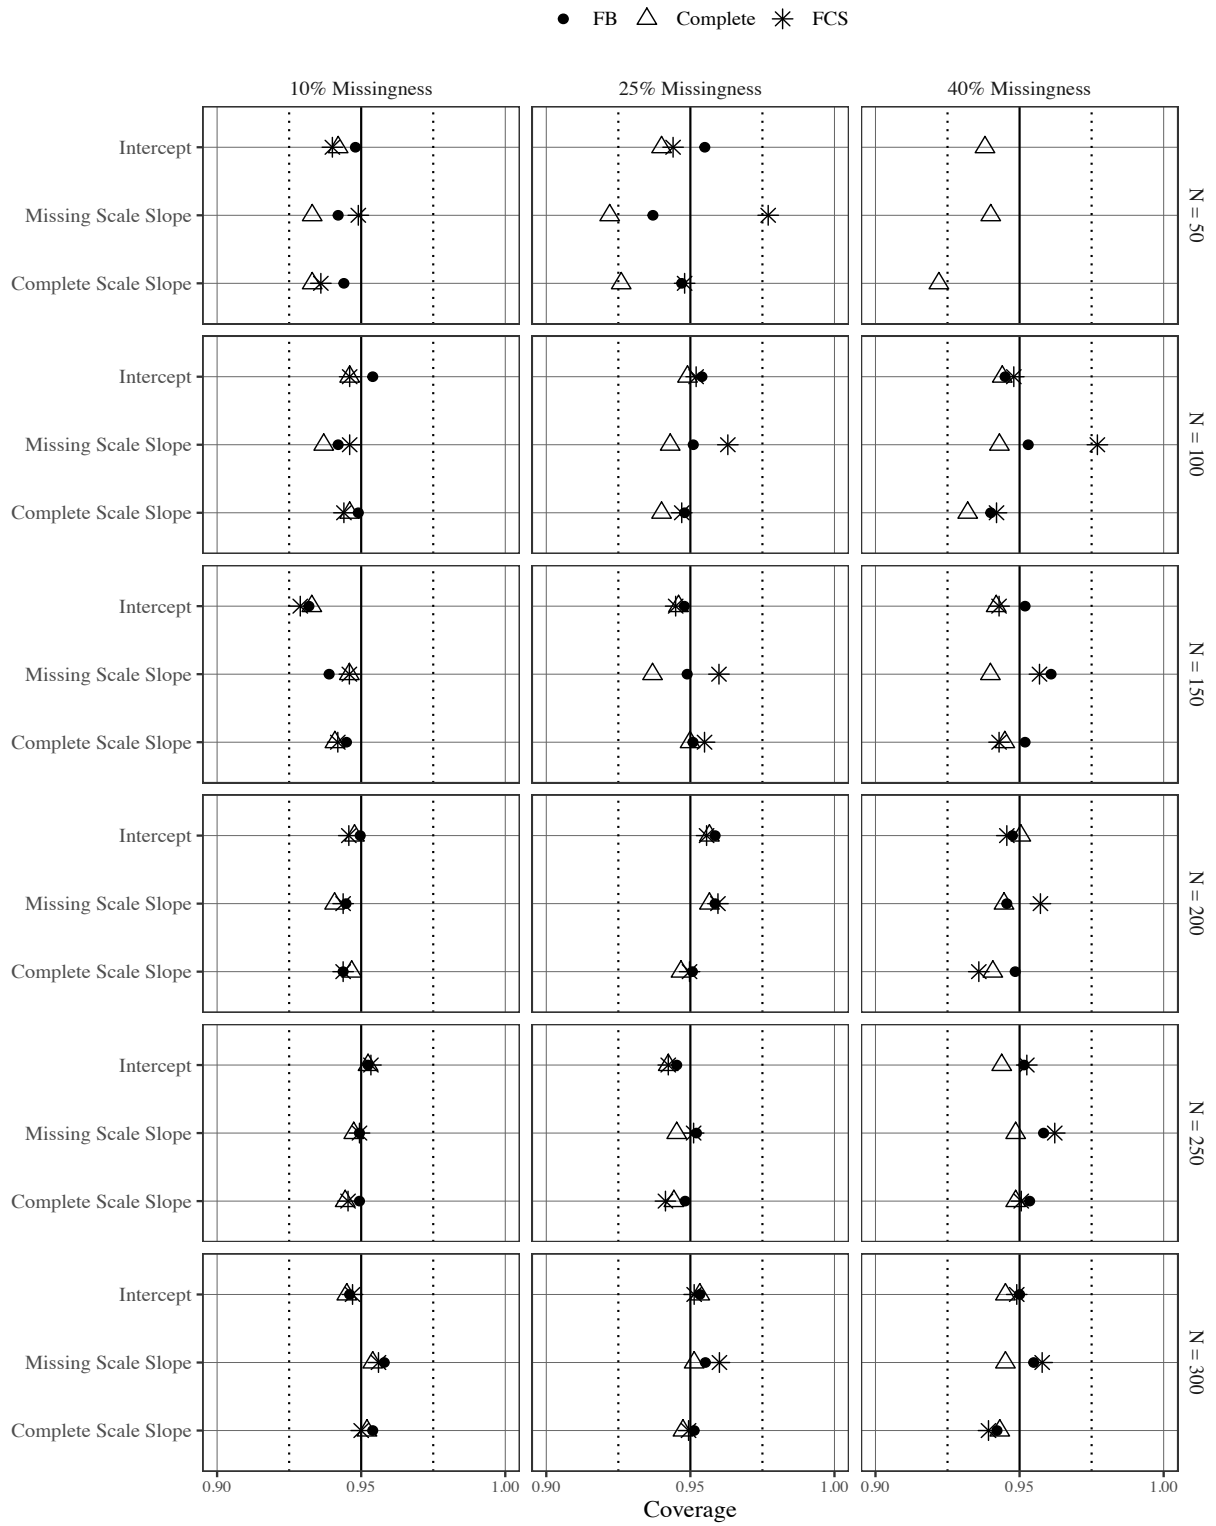 FB Complete FCS
10% Missingness 25% Missingness 40% Missingness
Intercept
Missing Scale Slope
Complete Scale Slope
N = 50
Intercept
Missing Scale Slope
Complete Scale Slope
N = 100
Intercept
Missing Scale Slope
Complete Scale Slope
N = 150
Intercept
Missing Scale Slope
Complete Scale Slope
N = 200
Intercept
Missing Scale Slope
Complete Scale Slope
N = 250
Intercept
Missing Scale Slope
Complete Scale Slope
N = 300
0.90 0.95 1.00 0.90 0.95 1.00 0.90 0.95 1.00
Coverage